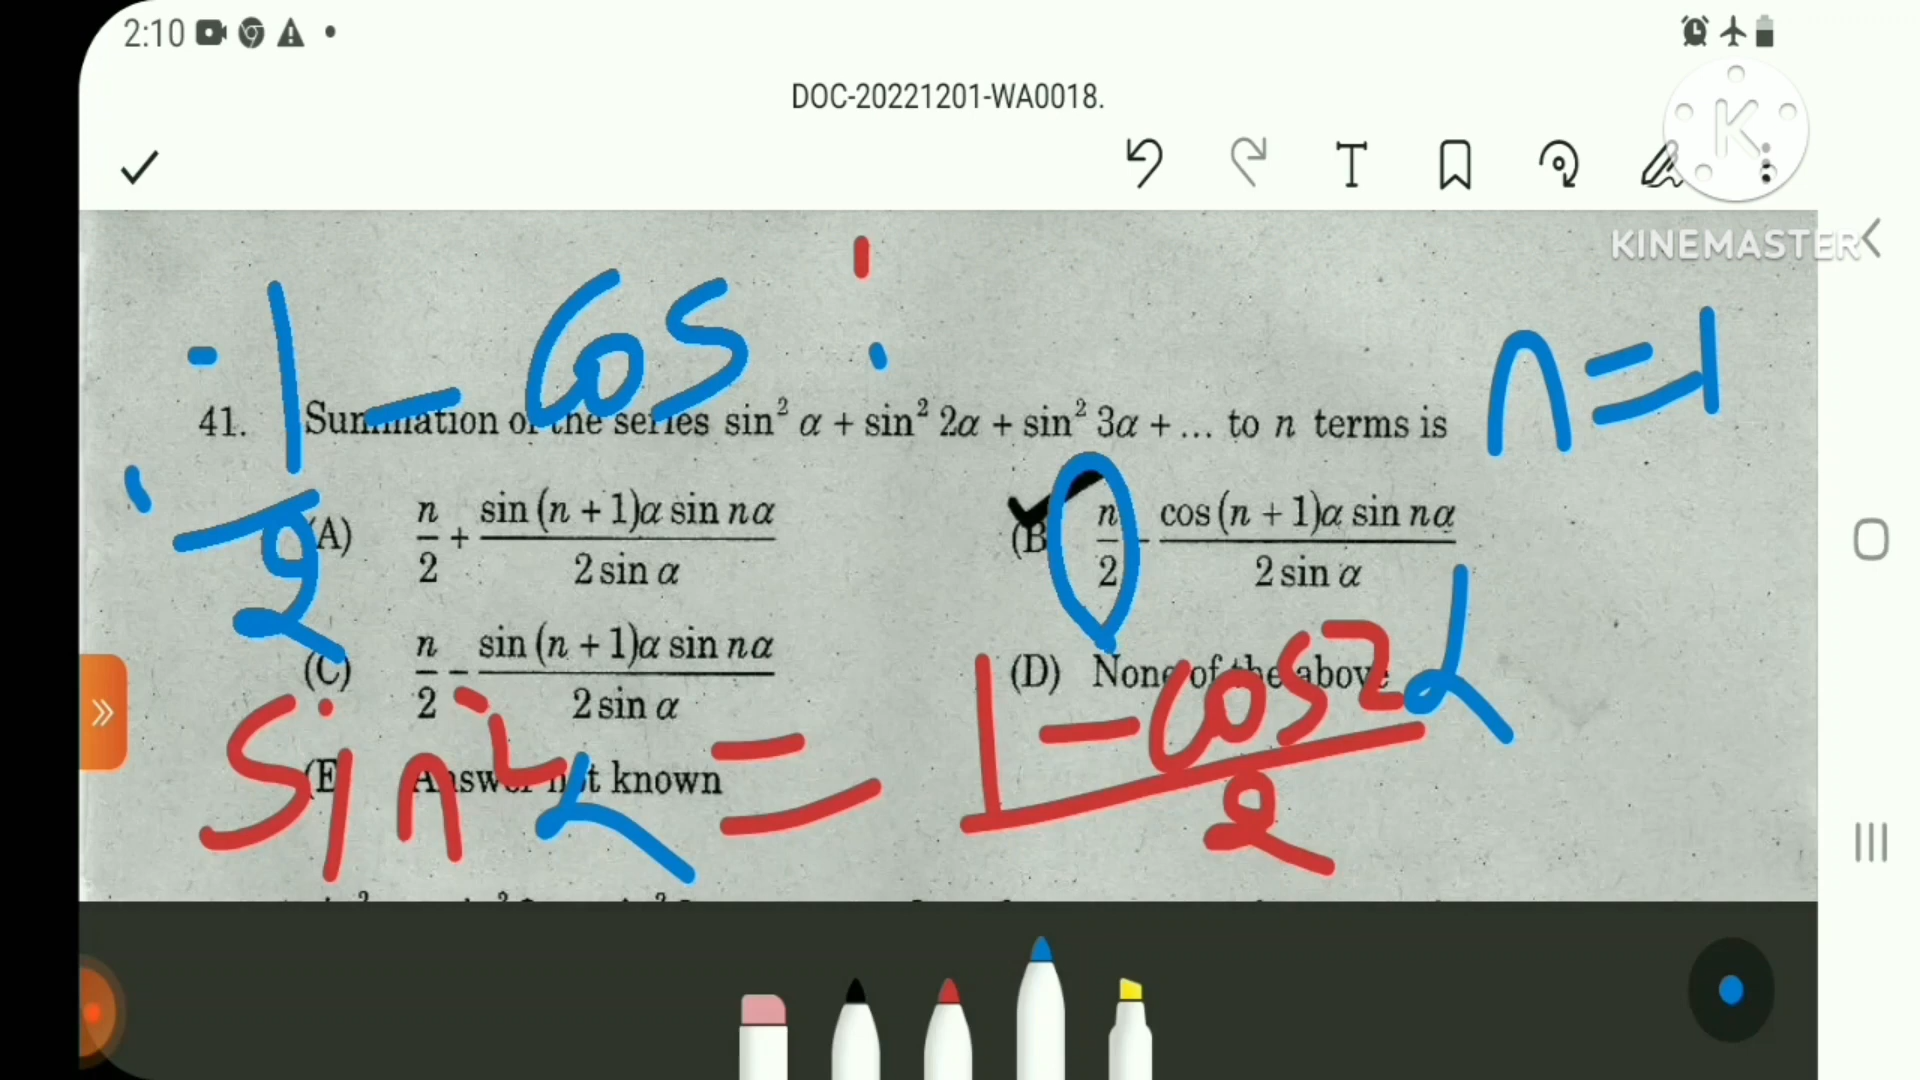 2:10
DOC-20221201-WA0018.
T
K
KINEMASTER
1 - cos
n=1
41. Summation of the series sin² α + sin² 2α + sin² 3α + ... to n terms is
2
(A) n/2 + sin (n + 1)α sin nα / 2 sin α
(B) n/2 - cos (n + 1)α sin nα / 2 sin α
(C) n/2 - sin (n + 1)α sin nα / 2 sin α
(D) None of the above
(E) Answer not known
sin²α = 1 - cos2α / 2